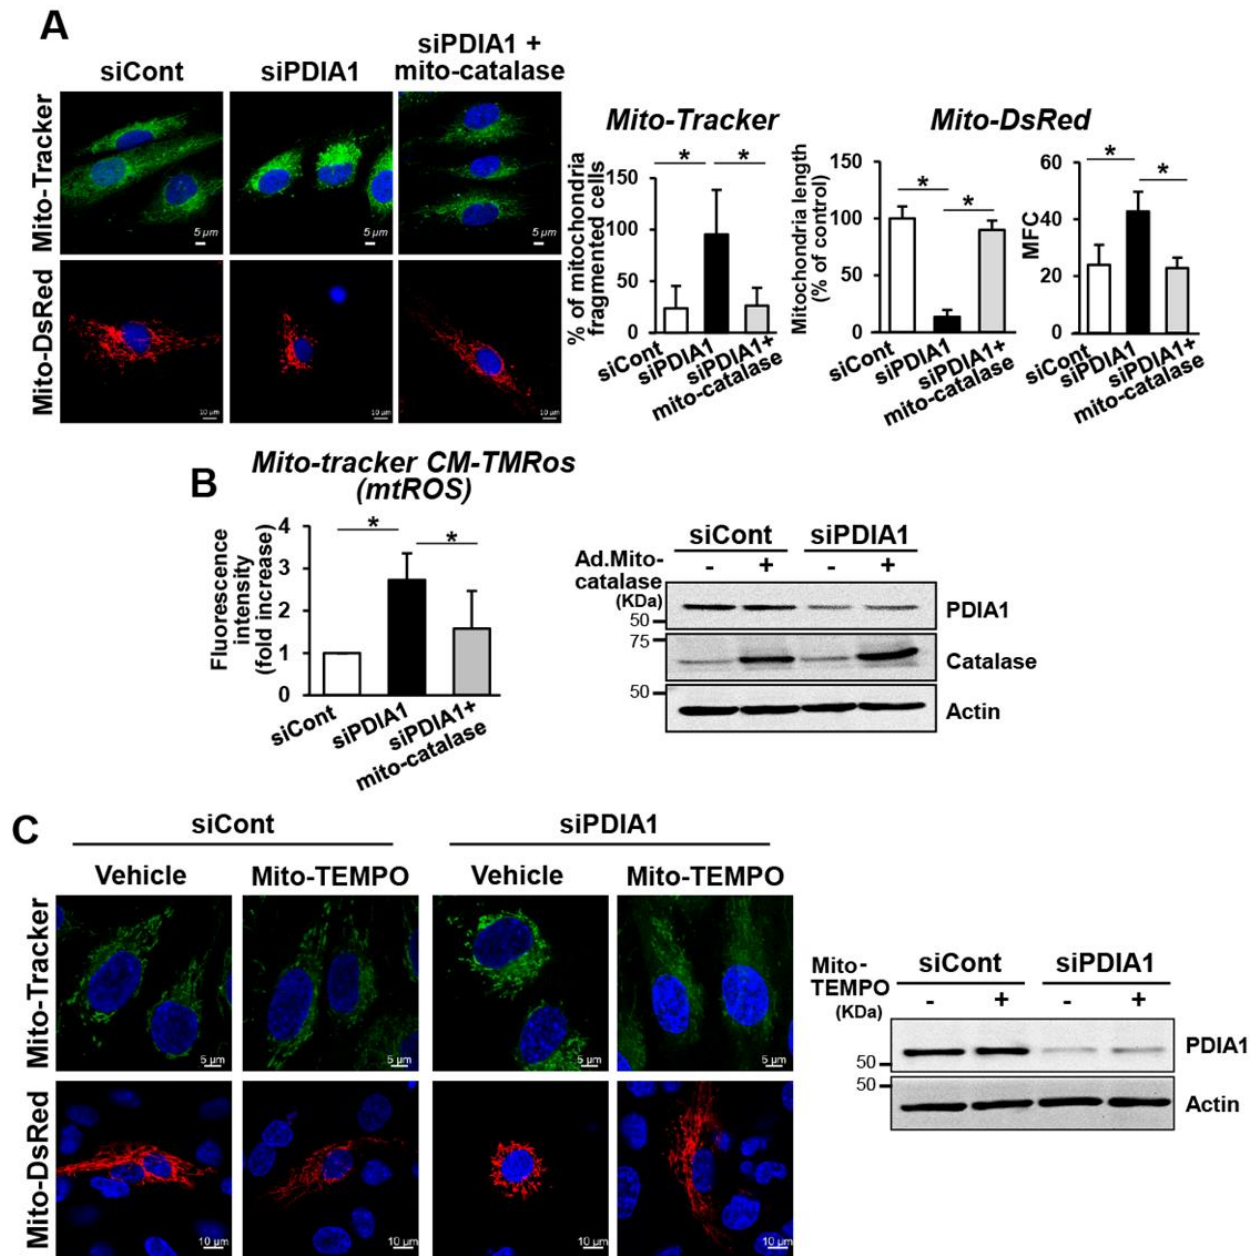 A
siCont
siPDIA1
siPDIA1 +
mito-catalase
Mito-Tracker
5 µm
5 µm
5 µm
Mito-DsRed
10 µm
10 µm
10 µm
Mito-Tracker
% of mitochondria
fragmented cells
150
100
50
0
*
*
siCont
siPDIA1
siPDIA1+
mito-catalase
Mito-DsRed
Mitochondria length
(% of control)
150
100
50
0
*
*
siCont
siPDIA1
siPDIA1+
mito-catalase
MFC
60
40
20
0
*
*
siCont
siPDIA1
siPDIA1+
mito-catalase
B
Mito-tracker CM-TMRos
(mtROS)
Fluorescence
intensity
(fold increase)
4
3
2
1
0
*
*
siCont
siPDIA1
siPDIA1+
mito-catalase
siCont
siPDIA1
Ad.Mito-
catalase
- + - +
(KDa)
50
PDIA1
75
Catalase
50
Actin
C
siCont
siPDIA1
Vehicle
Mito-TEMPO
Vehicle
Mito-TEMPO
Mito-Tracker
5 µm
5 µm
5 µm
5 µm
Mito-DsRed
10 µm
10 µm
10 µm
10 µm
siCont
siPDIA1
Mito-
TEMPO
- + - +
(KDa)
50
PDIA1
50
Actin